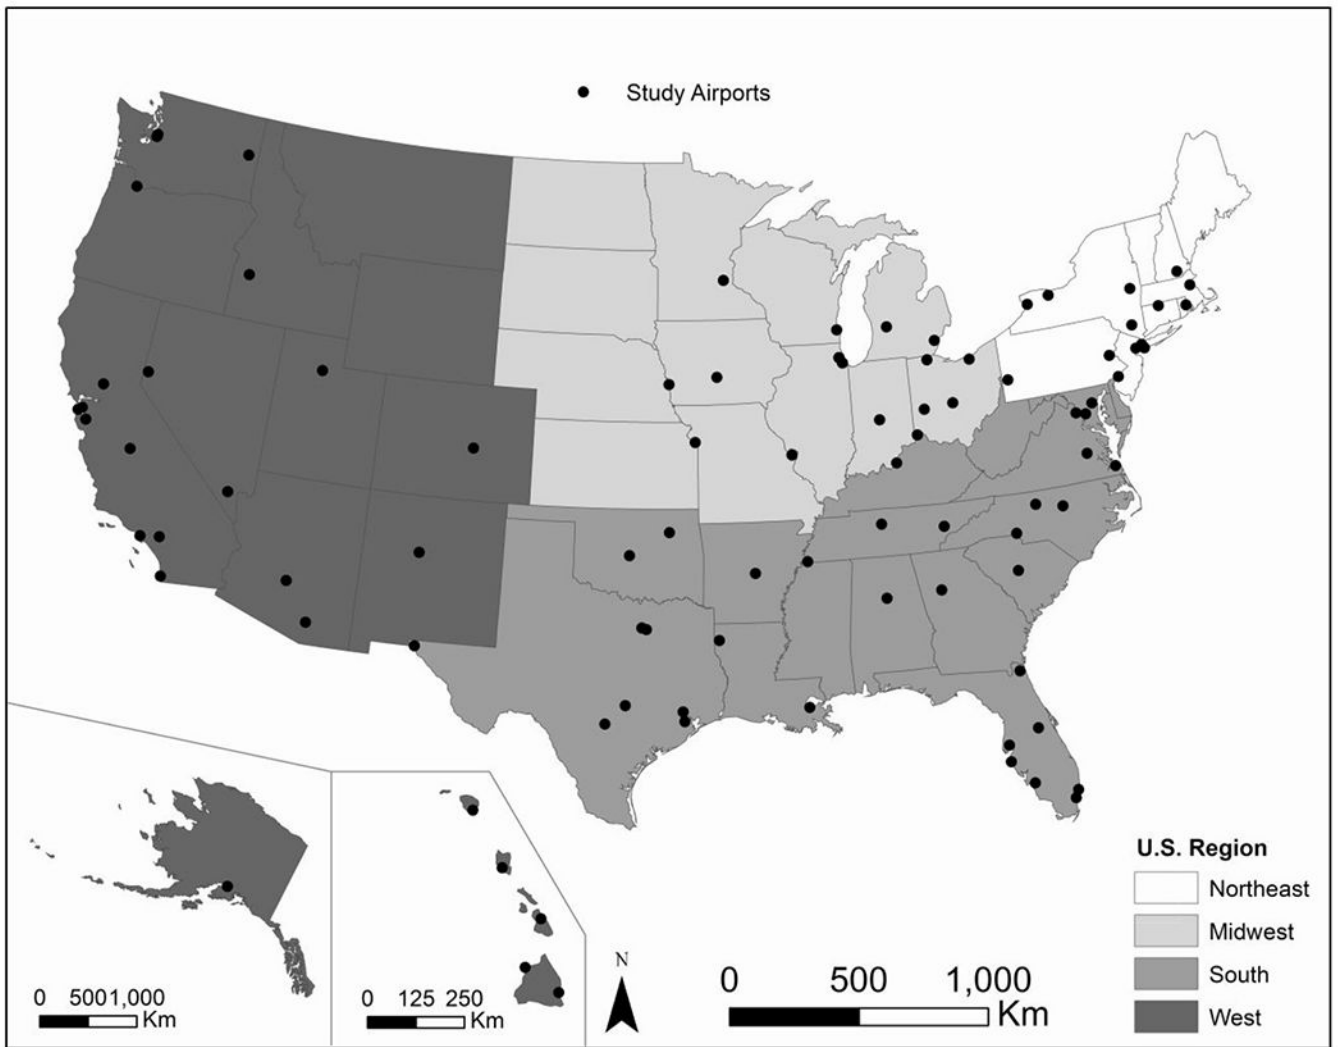 Study Airports
U.S. Region
Northeast
Midwest
South
West
N
0 500 1,000
Km
0 125 250
Km
0 5001,000
Km